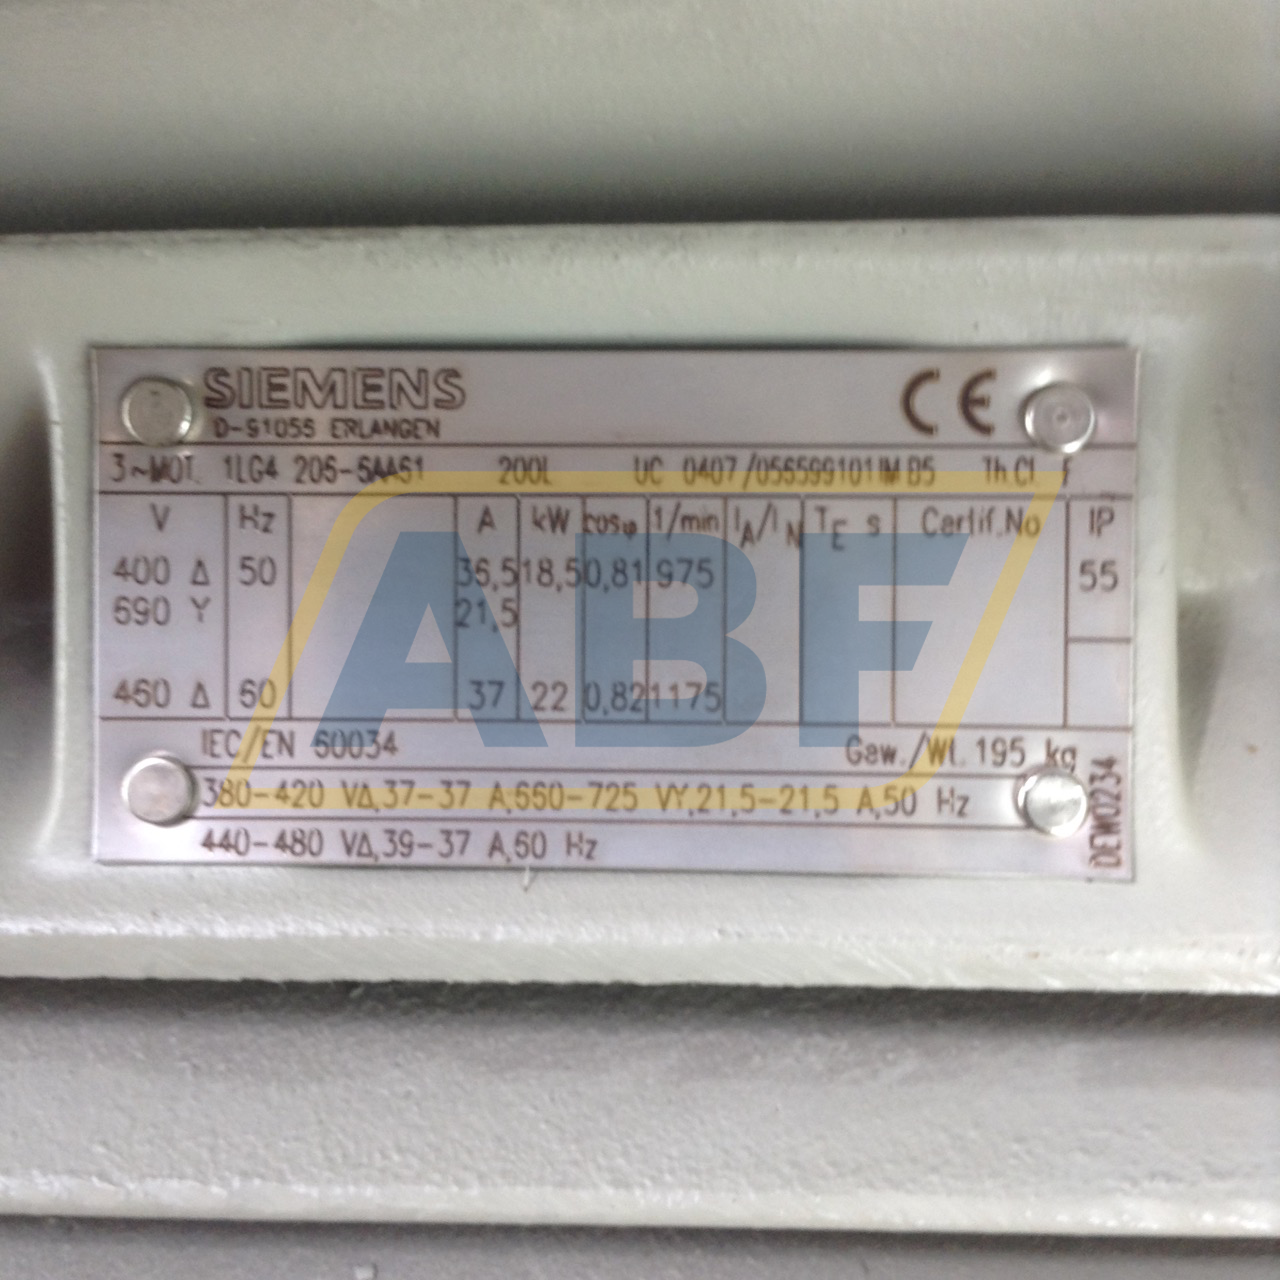 SIEMENS
CE
D-91056 ERLANGEN
3~MOT. 1LG4 206-6AA61 200L UC 0407/056599101 IM B5 Th.Cl. F
V Hz A kW cosφ 1/min IA/IN TE s Certif.No IP
400 Δ 50 36,5 18,5 0,81 975 55
690 Y 21,5
460 Δ 60 37 22 0,82 1175
IEC/EN 60034 Gew./Wt. 195 kg
380-420 VΔ,37-37 A,660-725 VY,21,5-21,5 A,50 Hz
440-480 VΔ,39-37 A,60 Hz
DEW0234
ABF